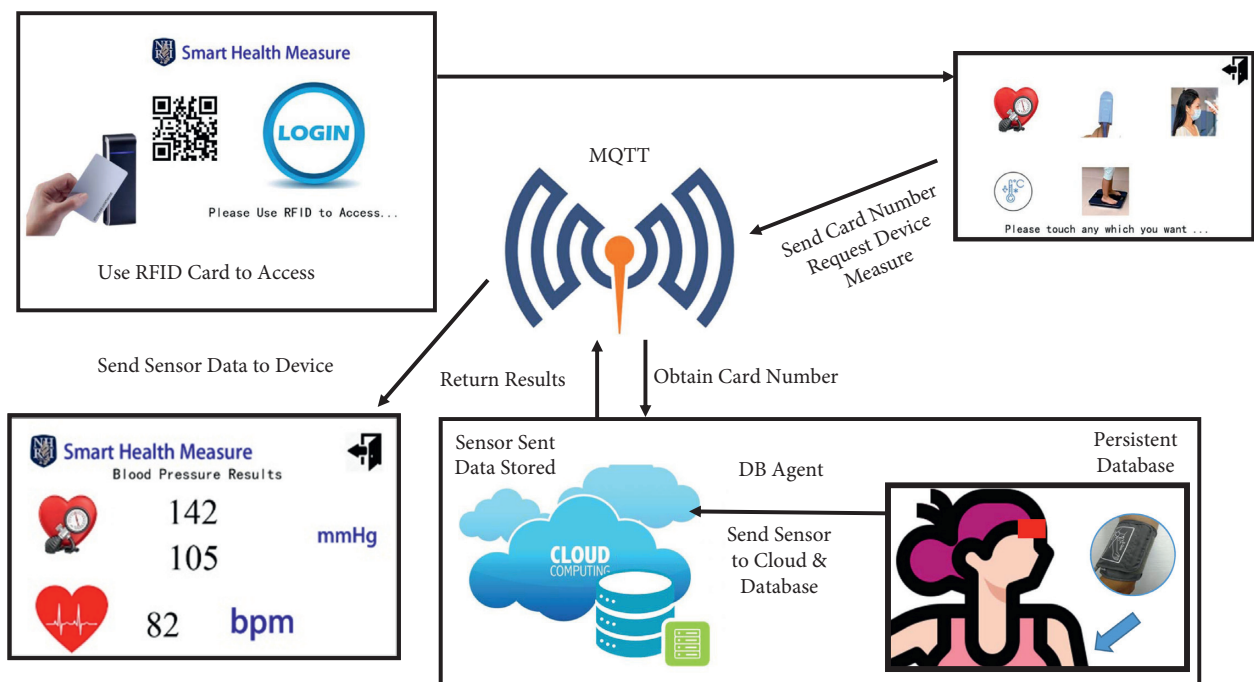 NHRI Smart Health Measure
LOGIN
Please Use RFID to Access...
Use RFID Card to Access
MQTT
°C
Please touch any which you want ...
Send Card Number
Request Device
Measure
Send Sensor Data to Device
Return Results
Obtain Card Number
NHRI Smart Health Measure
Blood Pressure Results
142
mmHg
105
82 bpm
Sensor Sent
Data Stored
CLOUD
COMPUTING
DB Agent
Send Sensor
to Cloud &
Database
Persistent
Database